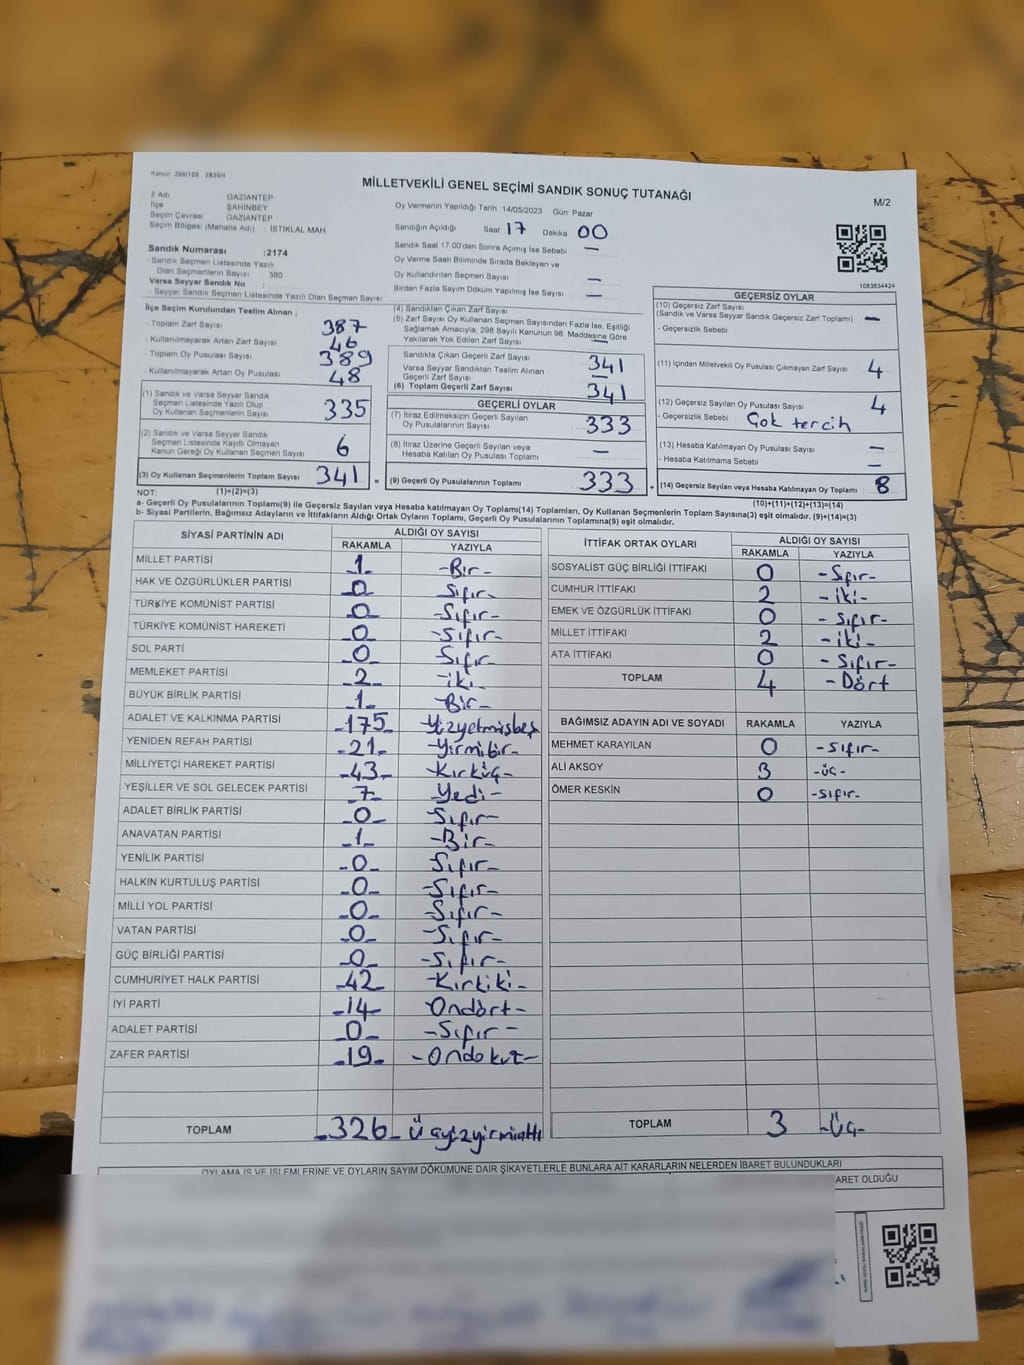 Kanun: 298/105 - 2839/4
MİLLETVEKİLİ GENEL SEÇİMİ SANDIK SONUÇ TUTANAĞI
M/2
İl Adı GAZİANTEP
İlçe ŞAHİNBEY
Seçim Çevresi GAZİANTEP
Seçim Bölgesi (Mahalle Adı) İSTİKLAL MAH
Sandık Numarası :2174
- Sandık Seçmen Listesinde Yazılı
Olan Seçmenlerin Sayısı : 380
Varsa Seyyar Sandık No :
- Seyyar Sandık Seçmen Listesinde Yazılı Olan Seçmen Sayısı
Oy Vermenin Yapıldığı Tarih :14/05/2023 Gün: Pazar
Sandığın Açıldığı Saat 17 Dakika 00
Sandık Saat 17.00'den Sonra Açımış İse Sebebi —
Oy Verme Saati Bitiminde Sırada Bekleyen ve
Oy Kullandırılan Seçmen Sayısı —
Birden Fazla Sayım Döküm Yapılmış İse Sayısı —
1083834424
İlçe Seçim Kurulundan Teslim Alınan ;
- Toplam Zarf Sayısı 387
- Kullanılmayarak Artan Zarf Sayısı 46
- Toplam Oy Pusulası Sayısı 389
- Kullanılmayarak Artan Oy Pusulası 48
(1) Sandık ve Varsa Seyyar Sandık
Seçmen Listesinde Yazılı Olup
Oy Kullanan Seçmenlerin Sayısı 335
(2) Sandık ve Varsa Seyyar Sandık
Seçmen Listesinde Kayıtlı Olmayan
Kanun Gereği Oy Kullanan Seçmen Sayısı 6
(3) Oy Kullanan Seçmenlerin Toplam Sayısı 341 =
(1)+(2)=(3)
(4) Sandıktan Çıkan Zarf Sayısı
(5) Zarf Sayısı Oy Kullanan Seçmen Sayısından Fazla İse, Eşitliği
Sağlamak Amacıyla; 298 Sayılı Kanunun 98. Maddesine Göre
Yakılarak Yok Edilen Zarf Sayısı —
Sandıkta Çıkan Geçerli Zarf Sayısı 341
Varsa Seyyar Sandıktan Teslim Alınan
Geçerli Zarf Sayısı —
(6) Toplam Geçerli Zarf Sayısı 341
GEÇERLİ OYLAR
(7) İtiraz Edilmeksizin Geçerli Sayılan
Oy Pusulalarının Sayısı 333
(8) İtiraz Üzerine Geçerli Sayılan veya
Hesaba Katılan Oy Pusulası Toplamı —
(9) Geçerli Oy Pusulalarının Toplamı 333 +
GEÇERSİZ OYLAR
(10) Geçersiz Zarf Sayısı
(Sandık ve Varsa Seyyar Sandık Geçersiz Zarf Toplamı) —
- Geçersizlik Sebebi
(11) İçinden Milletvekili Oy Pusulası Çıkmayan Zarf Sayısı 4
(12) Geçersiz Sayılan Oy Pusulası Sayısı 4
- Geçersizlik Sebebi Çok tercih
(13) Hesaba Katılmayan Oy Pusulası Sayısı —
- Hesaba Katılmama Sebebi —
(14) Geçersiz Sayılan veya Hesaba Katılmayan Oy Toplamı 8
(10)+(11)+(12)+(13)=(14)
NOT:
a- Geçerli Oy Pusulalarının Toplamı(9) ile Geçersiz Sayılan veya Hesaba katılmayan Oy Toplamı(14) Toplamları, Oy Kullanan Seçmenlerin Toplam Sayısına(3) eşit olmalıdır. (9)+(14)=(3)
b- Siyasi Partilerin, Bağımsız Adayların ve İttifakların Aldığı Ortak Oyların Toplamı, Geçerli Oy Pusulalarının Toplamına(9) eşit olmalıdır.
SİYASİ PARTİNİN ADI ALDIĞI OY SAYISI
RAKAMLA YAZIYLA
MİLLET PARTİSİ 1 -Bir-
HAK VE ÖZGÜRLÜKLER PARTİSİ 0 Sıfır-
TÜRKİYE KOMÜNİST PARTİSİ 0 -Sıfır-
TÜRKİYE KOMÜNİST HAREKETİ 0 -Sıfır-
SOL PARTİ 0 Sıfır
MEMLEKET PARTİSİ 2 -iki
BÜYÜK BİRLİK PARTİSİ 1 -Bir-
ADALET VE KALKINMA PARTİSİ -175- Yüzyetmişbeş
YENİDEN REFAH PARTİSİ -21- -Yirmibir-
MİLLİYETÇİ HAREKET PARTİSİ -43- -Kırküç-
YEŞİLLER VE SOL GELECEK PARTİSİ -7- -Yedi-
ADALET BİRLİK PARTİSİ -0- -Sıfır-
ANAVATAN PARTİSİ -1- -Bir-
YENİLİK PARTİSİ -0- Sıfır-
HALKIN KURTULUŞ PARTİSİ -0- -Sıfır-
MİLLİ YOL PARTİSİ -0- -Sıfır-
VATAN PARTİSİ -0- -Sıfır-
GÜÇ BİRLİĞİ PARTİSİ -0- -Sıfır-
CUMHURİYET HALK PARTİSİ -42- -Kırkiki-
İYİ PARTİ -14- Ondört-
ADALET PARTİSİ -0- -Sıfır-
ZAFER PARTİSİ -19- -Ondokuz-
TOPLAM -326- Üçyüzyirmialtı
İTTİFAK ORTAK OYLARI ALDIĞI OY SAYISI
RAKAMLA YAZIYLA
SOSYALİST GÜÇ BİRLİĞİ İTTİFAKI 0 -Sıfır-
CUMHUR İTTİFAKI 2 -iki-
EMEK VE ÖZGÜRLÜK İTTİFAKI 0 -Sıfır-
MİLLET İTTİFAKI 2 -iki-
ATA İTTİFAKI 0 -Sıfır-
TOPLAM 4 -Dört
BAĞIMSIZ ADAYIN ADI VE SOYADI RAKAMLA YAZIYLA
MEHMET KARAYILAN 0 -Sıfır-
ALİ AKSOY 3 -üç-
ÖMER KESKİN 0 -sıfır-
TOPLAM 3 -Üç-
OYLAMA İŞ VE İŞLEMLERİNE VE OYLARIN SAYIM DÖKÜMÜNE DAİR ŞİKAYETLERLE BUNLARA AİT KARARLARIN NELERDEN İBARET BULUNDUKLARI
ARET OLDUĞU